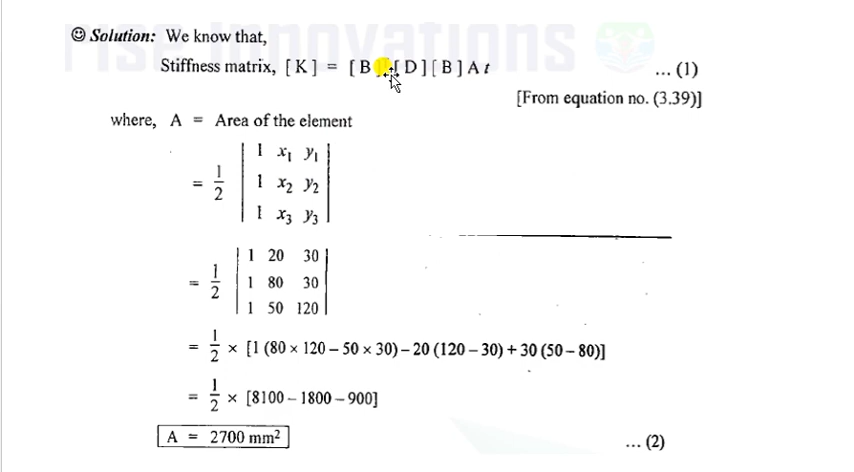 rise innovations
☺ Solution: We know that,
Stiffness matrix, [ K ] = [ B ] [ D ] [ B ] A t ... (1)
[From equation no. (3.39)]
where, A = Area of the element
= 1/2 | 1 x₁ y₁ |
| 1 x₂ y₂ |
| 1 x₃ y₃ |
= 1/2 | 1 20 30 |
| 1 80 30 |
| 1 50 120 |
= 1/2 × [1 (80 × 120 – 50 × 30) – 20 (120 – 30) + 30 (50 – 80)]
= 1/2 × [8100 – 1800 – 900]
A = 2700 mm² ... (2)